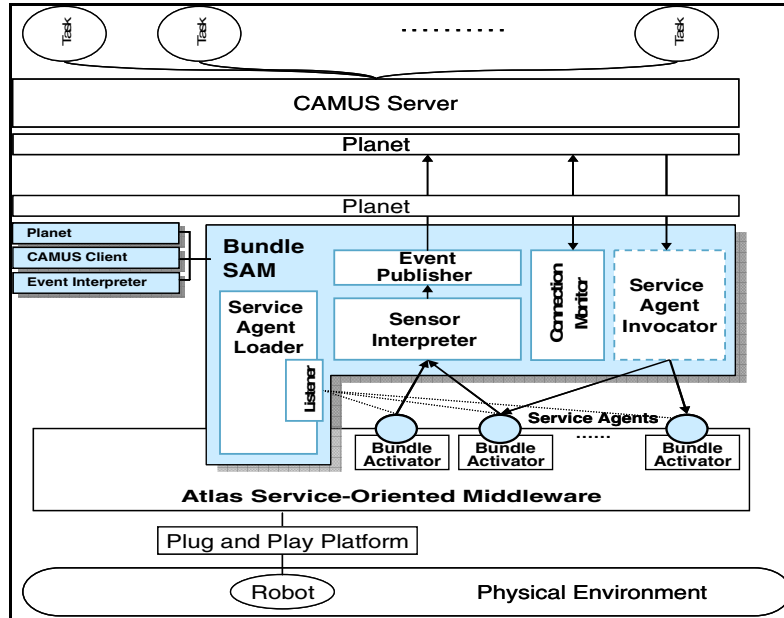 Task
Task
Task
CAMUS Server
Planet
Planet
Planet
CAMUS Client
Event Interpreter
Bundle
SAM
Event
Publisher
Sensor
Interpreter
Connection
Monitor
Service
Agent
Invocator
Service
Agent
Loader
Listener
Service Agents
Bundle
Activator
Bundle
Activator
Bundle
Activator
Atlas Service-Oriented Middleware
Plug and Play Platform
Robot
Physical Environment